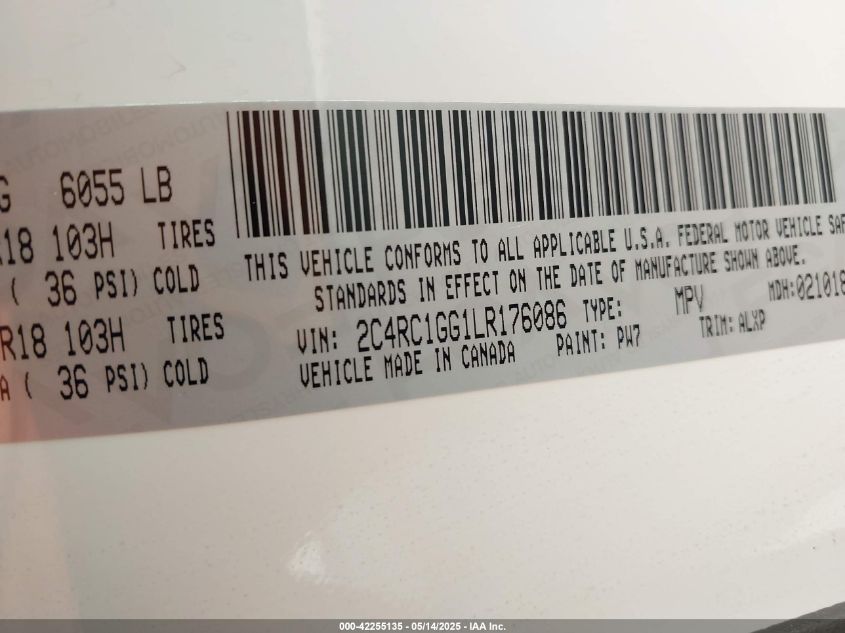 G 6055 LB
R18 103H TIRES
( 36 PSI) COLD
R18 103H TIRES
A ( 36 PSI) COLD
THIS VEHICLE CONFORMS TO ALL APPLICABLE U.S.A. FEDERAL MOTOR VEHICLE SAF
STANDARDS IN EFFECT ON THE DATE OF MANUFACTURE SHOWN ABOVE.
VIN: 2C4RC1GG1LR176086 TYPE: MPV MDH:021018
VEHICLE MADE IN CANADA PAINT: PW7 TRIM: ALXP
000-42255135 - 05/14/2025 - IAA Inc.